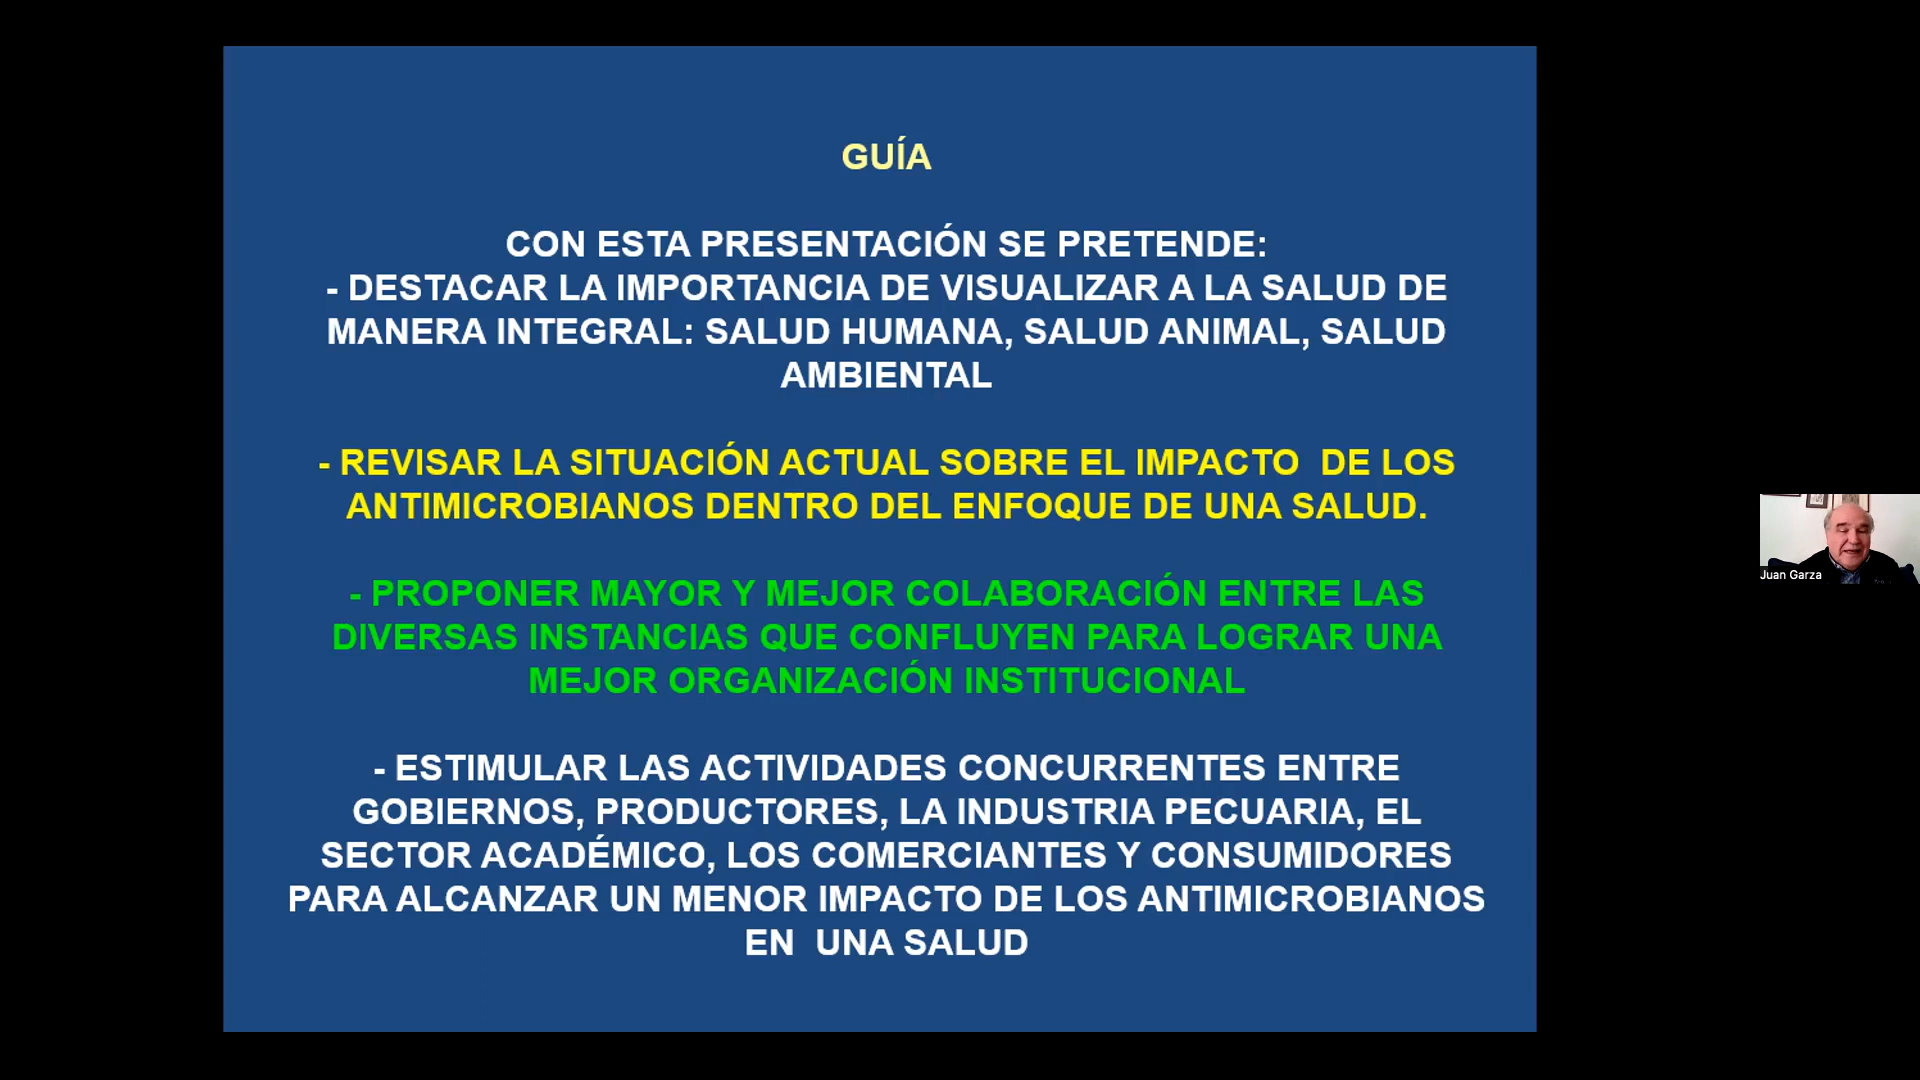 GUÍA
CON ESTA PRESENTACIÓN SE PRETENDE:
- DESTACAR LA IMPORTANCIA DE VISUALIZAR A LA SALUD DE
MANERA INTEGRAL: SALUD HUMANA, SALUD ANIMAL, SALUD
AMBIENTAL
- REVISAR LA SITUACIÓN ACTUAL SOBRE EL IMPACTO  DE LOS
ANTIMICROBIANOS DENTRO DEL ENFOQUE DE UNA SALUD.
- PROPONER MAYOR Y MEJOR COLABORACIÓN ENTRE LAS
DIVERSAS INSTANCIAS QUE CONFLUYEN PARA LOGRAR UNA
MEJOR ORGANIZACIÓN INSTITUCIONAL
- ESTIMULAR LAS ACTIVIDADES CONCURRENTES ENTRE
GOBIERNOS, PRODUCTORES, LA INDUSTRIA PECUARIA, EL
SECTOR ACADÉMICO, LOS COMERCIANTES Y CONSUMIDORES
PARA ALCANZAR UN MENOR IMPACTO DE LOS ANTIMICROBIANOS
EN  UNA SALUD
Juan Garza